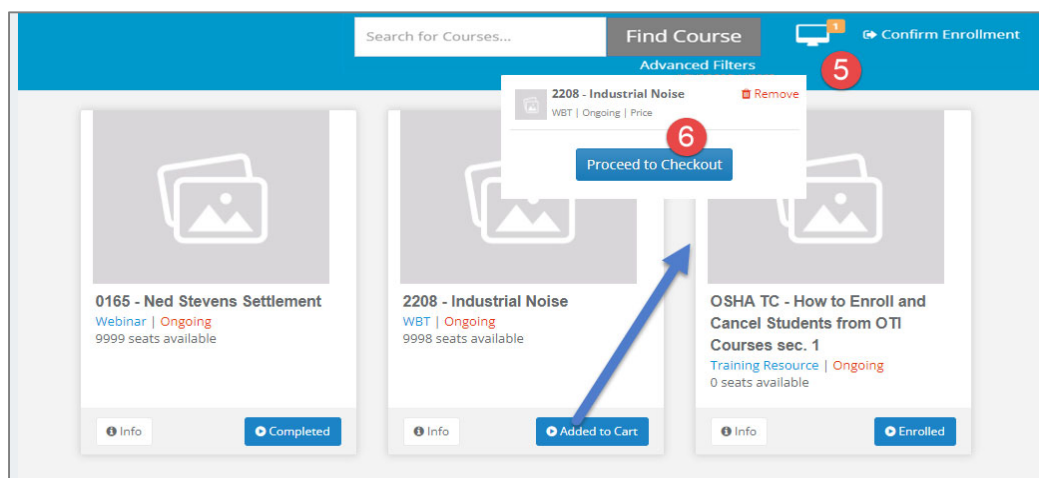 Search for Courses...
Find Course
1
Confirm Enrollment
Advanced Filters
5
2208 - Industrial Noise
Remove
WBT | Ongoing | Price
6
Proceed to Checkout
0165 - Ned Stevens Settlement
Webinar | Ongoing
9999 seats available
Info
Completed
2208 - Industrial Noise
WBT | Ongoing
9998 seats available
Info
Added to Cart
OSHA TC - How to Enroll and
Cancel Students from OTI
Courses sec. 1
Training Resource | Ongoing
0 seats available
Info
Enrolled